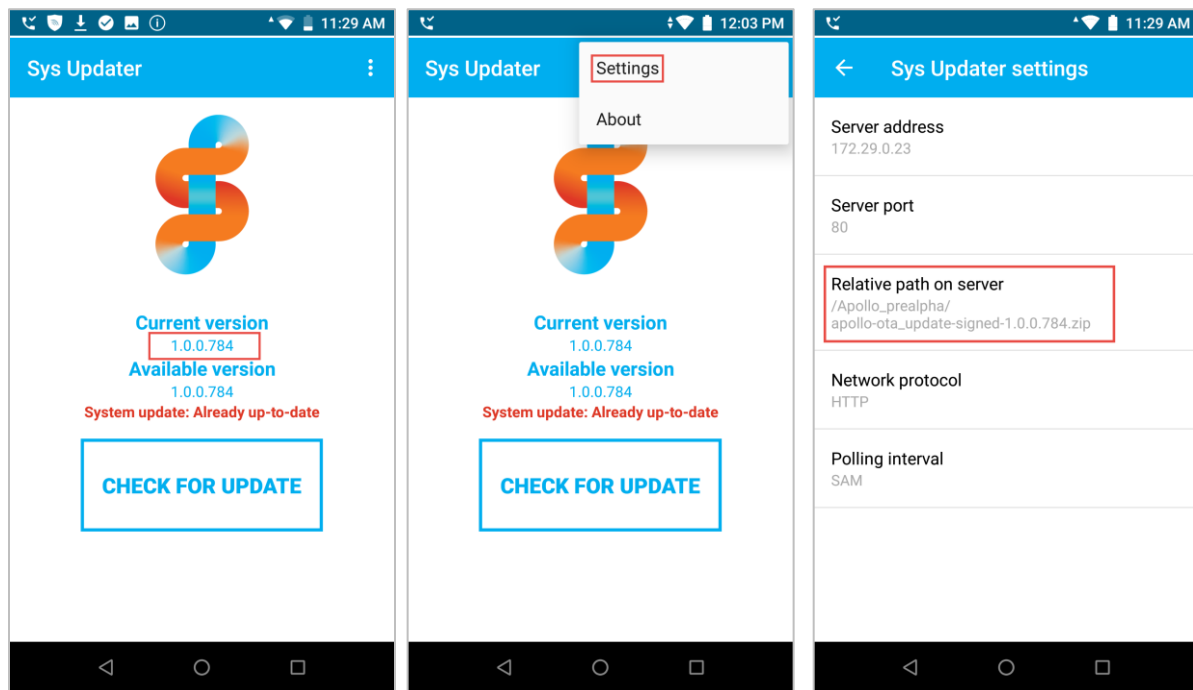 11:29 AM
Sys Updater
Current version
1.0.0.784
Available version
1.0.0.784
System update: Already up-to-date
CHECK FOR UPDATE
12:03 PM
Sys Updater
Settings
About
Current version
1.0.0.784
Available version
1.0.0.784
System update: Already up-to-date
CHECK FOR UPDATE
11:29 AM
Sys Updater settings
Server address
172.29.0.23
Server port
80
Relative path on server
/Apollo_prealpha/
apollo-ota_update-signed-1.0.0.784.zip
Network protocol
HTTP
Polling interval
SAM